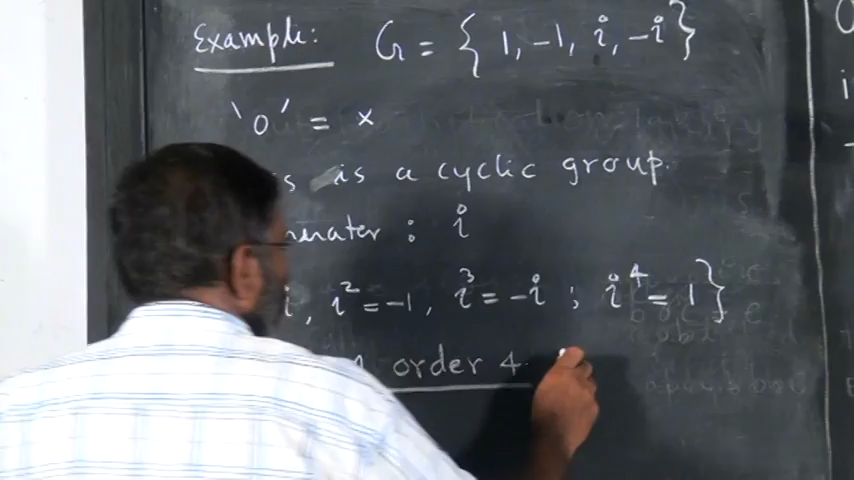 Example: G = { 1, -1, i, -i }
'o' = ×
is a cyclic group.
: i
i, i² = -1, i³ = -i ; i⁴ = 1 }
order 4.